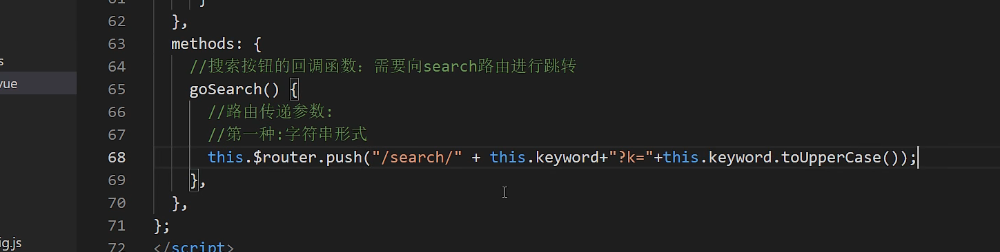 62 },
63 methods: {
64 //搜索按钮的回调函数：需要向search路由进行跳转
65 goSearch() {
66 //路由传递参数:
67 //第一种:字符串形式
68 this.$router.push("/search/" + this.keyword+"?k="+this.keyword.toUpperCase());
69 },
70 },
71 };
72 </script>
s
vue
ig.js